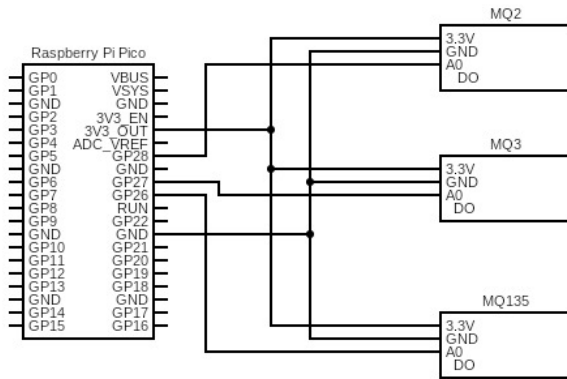 MQ2
3.3V
GND
A0
DO
Raspberry Pi Pico
GP0 VBUS
GP1 VSYS
GND GND
GP2 3V3_EN
GP3 3V3_OUT
GP4 ADC_VREF
GP5 GP28
GND GND
GP6 GP27
GP7 GP26
GP8 RUN
GP9 GP22
GND GND
GP10 GP21
GP11 GP20
GP12 GP19
GP13 GP18
GND GND
GP14 GP17
GP15 GP16
MQ3
3.3V
GND
A0
DO
MQ135
3.3V
GND
A0
DO